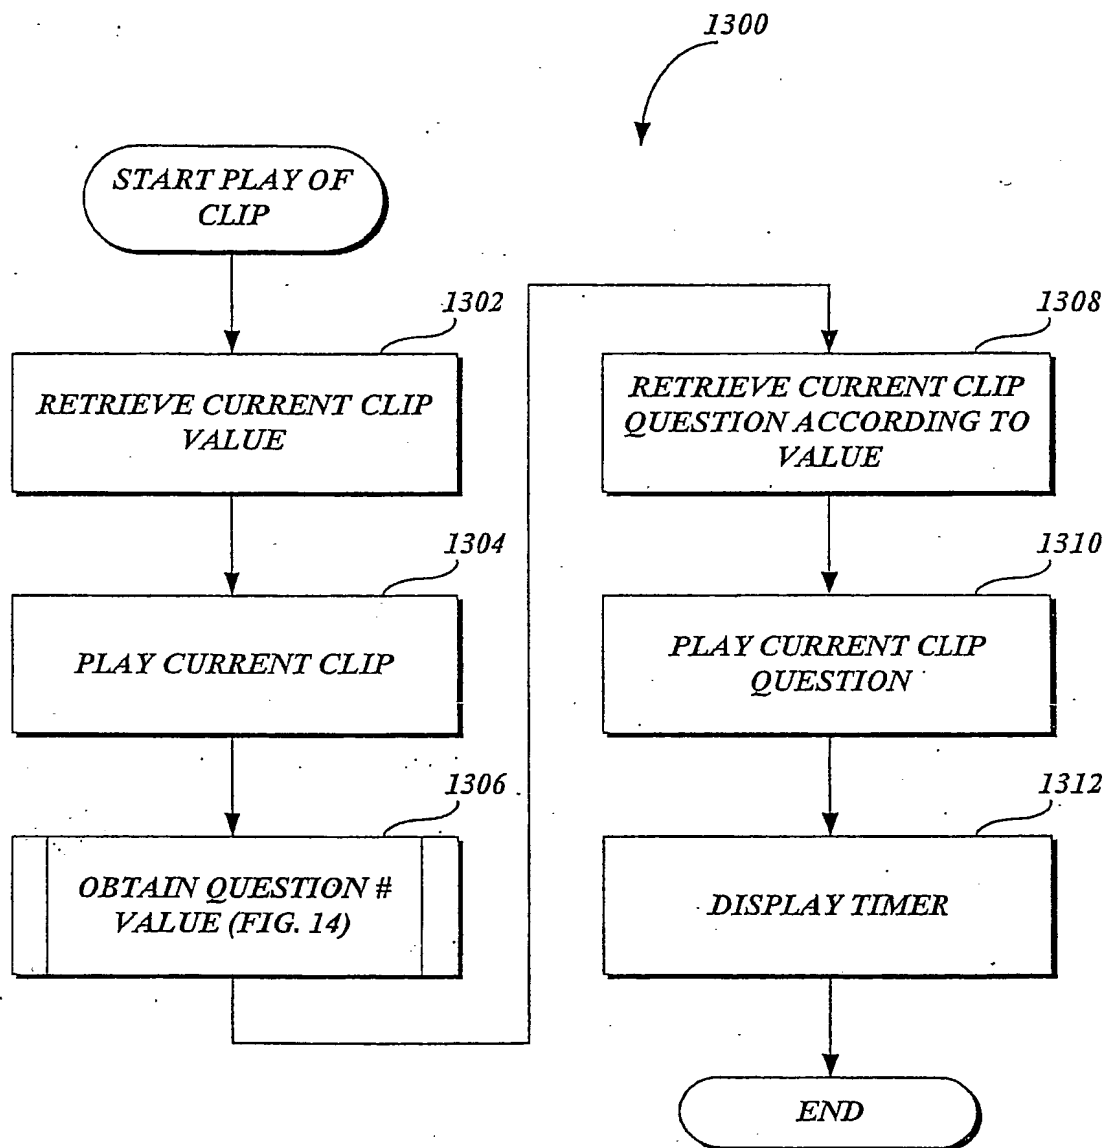 1300
START PLAY OF
CLIP
1302
RETRIEVE CURRENT CLIP
VALUE
1304
PLAY CURRENT CLIP
1306
OBTAIN QUESTION #
VALUE (FIG. 14)
1308
RETRIEVE CURRENT CLIP
QUESTION ACCORDING TO
VALUE
1310
PLAY CURRENT CLIP
QUESTION
1312
DISPLAY TIMER
END